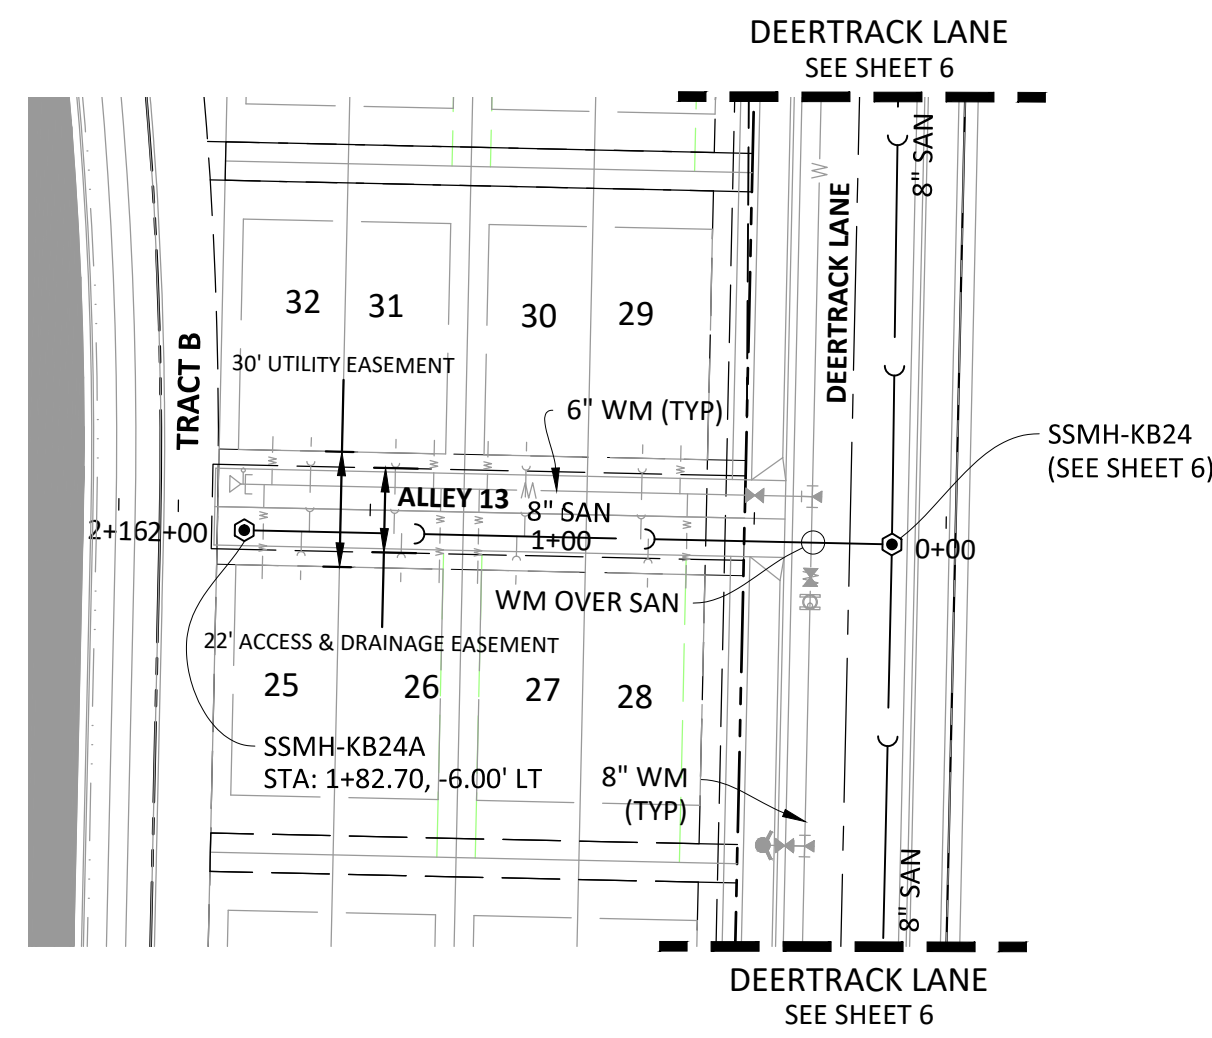 DEERTRACK LANE
SEE SHEET 6
8" SAN
W
DEERTRACK LANE
32
31
30
29
TRACT B
30' UTILITY EASEMENT
6" WM (TYP)
SSMH-KB24
(SEE SHEET 6)
ALLEY 13
8" SAN
2+16
2+00
1+00
0+00
WM OVER SAN
22' ACCESS & DRAINAGE EASEMENT
25
26
27
28
SSMH-KB24A
STA: 1+82.70, -6.00' LT
8" WM
(TYP)
8" SAN
DEERTRACK LANE
SEE SHEET 6